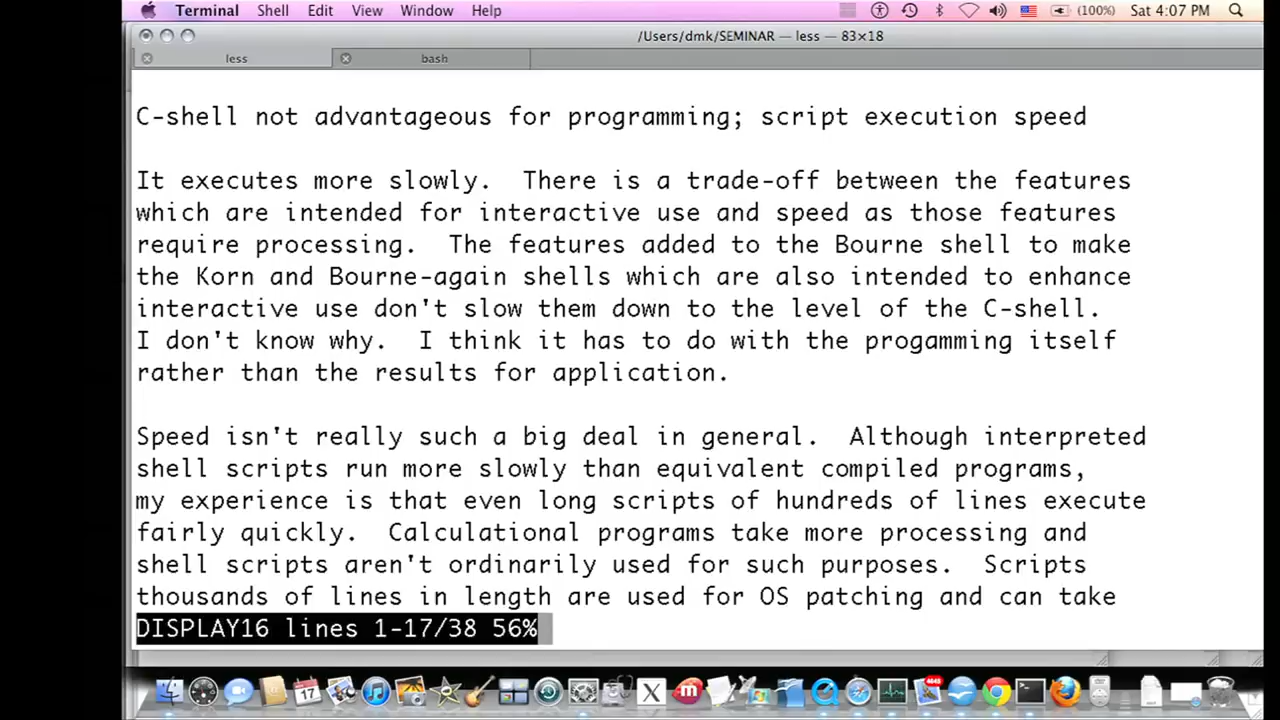 Terminal Shell Edit View Window Help (100%) Sat 4:07 PM
/Users/dmk/SEMINAR — less — 83×18
less bash
C-shell not advantageous for programming; script execution speed
It executes more slowly. There is a trade-off between the features
which are intended for interactive use and speed as those features
require processing. The features added to the Bourne shell to make
the Korn and Bourne-again shells which are also intended to enhance
interactive use don't slow them down to the level of the C-shell.
I don't know why. I think it has to do with the progamming itself
rather than the results for application.
Speed isn't really such a big deal in general. Although interpreted
shell scripts run more slowly than equivalent compiled programs,
my experience is that even long scripts of hundreds of lines execute
fairly quickly. Calculational programs take more processing and
shell scripts aren't ordinarily used for such purposes. Scripts
thousands of lines in length are used for OS patching and can take
DISPLAY16 lines 1-17/38 56%
17
X